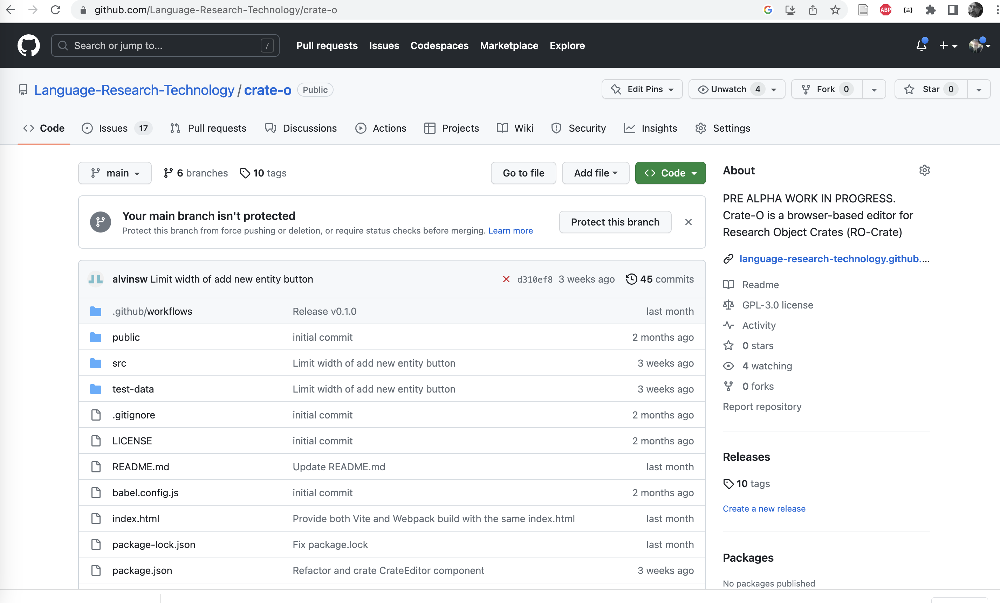 github.com/Language-Research-Technology/crate-o
ABP
Search or jump to... /
Pull requests Issues Codespaces Marketplace Explore
Language-Research-Technology / crate-o Public
Edit Pins Unwatch 4 Fork 0 Star 0
Code Issues 17 Pull requests Discussions Actions Projects Wiki Security Insights Settings
main 6 branches 10 tags Go to file Add file Code
Your main branch isn't protected
Protect this branch from force pushing or deletion, or require status checks before merging. Learn more
Protect this branch
alvinsw Limit width of add new entity button d310ef8 3 weeks ago 45 commits
.github/workflows Release v0.1.0 last month
public initial commit 2 months ago
src Limit width of add new entity button 3 weeks ago
test-data Limit width of add new entity button 3 weeks ago
.gitignore initial commit 2 months ago
LICENSE initial commit 2 months ago
README.md Update README.md last month
babel.config.js initial commit 2 months ago
index.html Provide both Vite and Webpack build with the same index.html last month
package-lock.json Fix package.lock last month
package.json Refactor and crate CrateEditor component 3 weeks ago
About
PRE ALPHA WORK IN PROGRESS.
Crate-O is a browser-based editor for
Research Object Crates (RO-Crate)
language-research-technology.github....
Readme
GPL-3.0 license
Activity
0 stars
4 watching
0 forks
Report repository
Releases
10 tags
Create a new release
Packages
No packages published